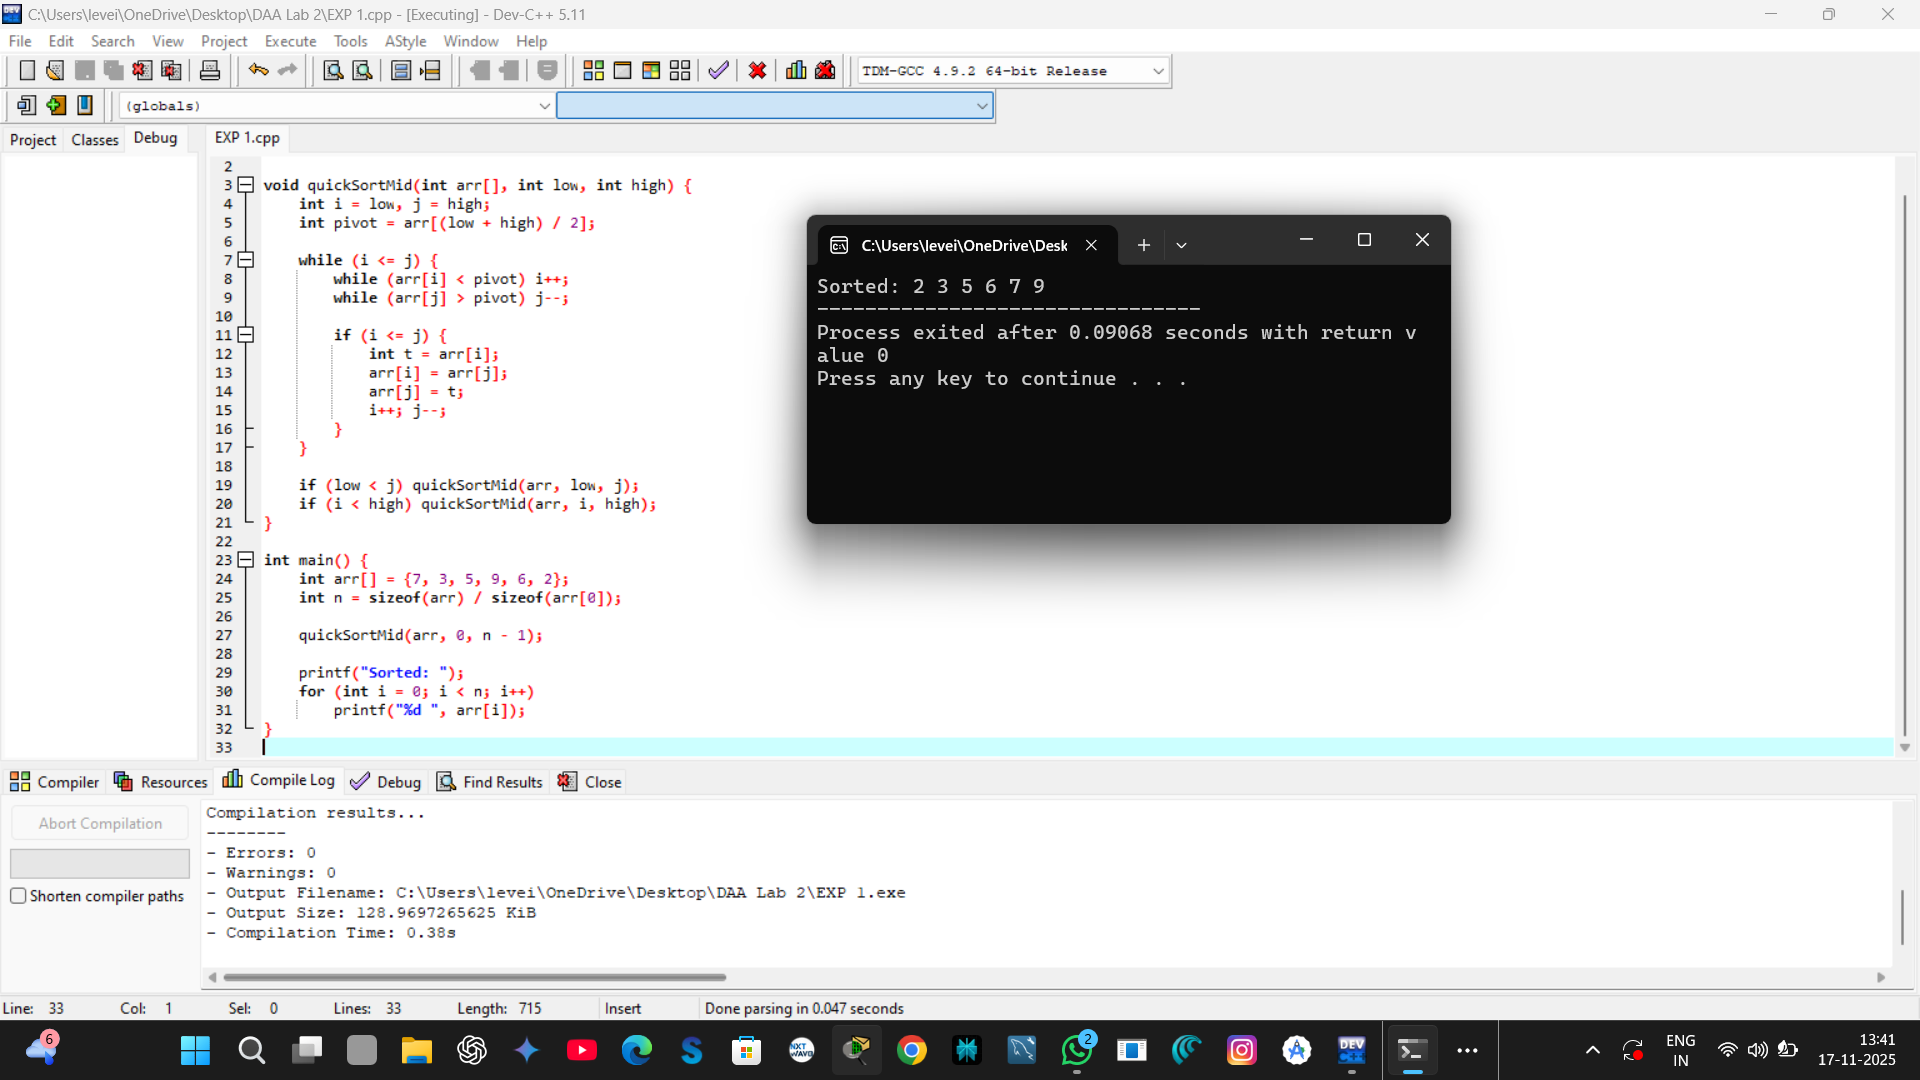 C:\Users\levei\OneDrive\Desktop\DAA Lab 2\EXP 1.cpp - [Executing] - Dev-C++ 5.11
File Edit Search View Project Execute Tools AStyle Window Help
TDM-GCC 4.9.2 64-bit Release
(globals)
Project Classes Debug
EXP 1.cpp
2
3 void quickSortMid(int arr[], int low, int high) {
4 int i = low, j = high;
5 int pivot = arr[(low + high) / 2];
6
7 while (i <= j) {
8 while (arr[i] < pivot) i++;
9 while (arr[j] > pivot) j--;
10
11 if (i <= j) {
12 int t = arr[i];
13 arr[i] = arr[j];
14 arr[j] = t;
15 i++; j--;
16 }
17 }
18
19 if (low < j) quickSortMid(arr, low, j);
20 if (i < high) quickSortMid(arr, i, high);
21 }
22
23 int main() {
24 int arr[] = {7, 3, 5, 9, 6, 2};
25 int n = sizeof(arr) / sizeof(arr[0]);
26
27 quickSortMid(arr, 0, n - 1);
28
29 printf("Sorted: ");
30 for (int i = 0; i < n; i++)
31 printf("%d ", arr[i]);
32 }
33
C:\Users\levei\OneDrive\Desk
Sorted: 2 3 5 6 7 9
--------------------------------
Process exited after 0.09068 seconds with return v
alue 0
Press any key to continue . . .
Compiler Resources Compile Log Debug Find Results Close
Abort Compilation
Shorten compiler paths
Compilation results...
--------
- Errors: 0
- Warnings: 0
- Output Filename: C:\Users\levei\OneDrive\Desktop\DAA Lab 2\EXP 1.exe
- Output Size: 128.9697265625 KiB
- Compilation Time: 0.38s
Line: 33 Col: 1 Sel: 0 Lines: 33 Length: 715 Insert Done parsing in 0.047 seconds
6
NXT
WAVE
2
DEV
C++
ENG
IN
13:41
17-11-2025